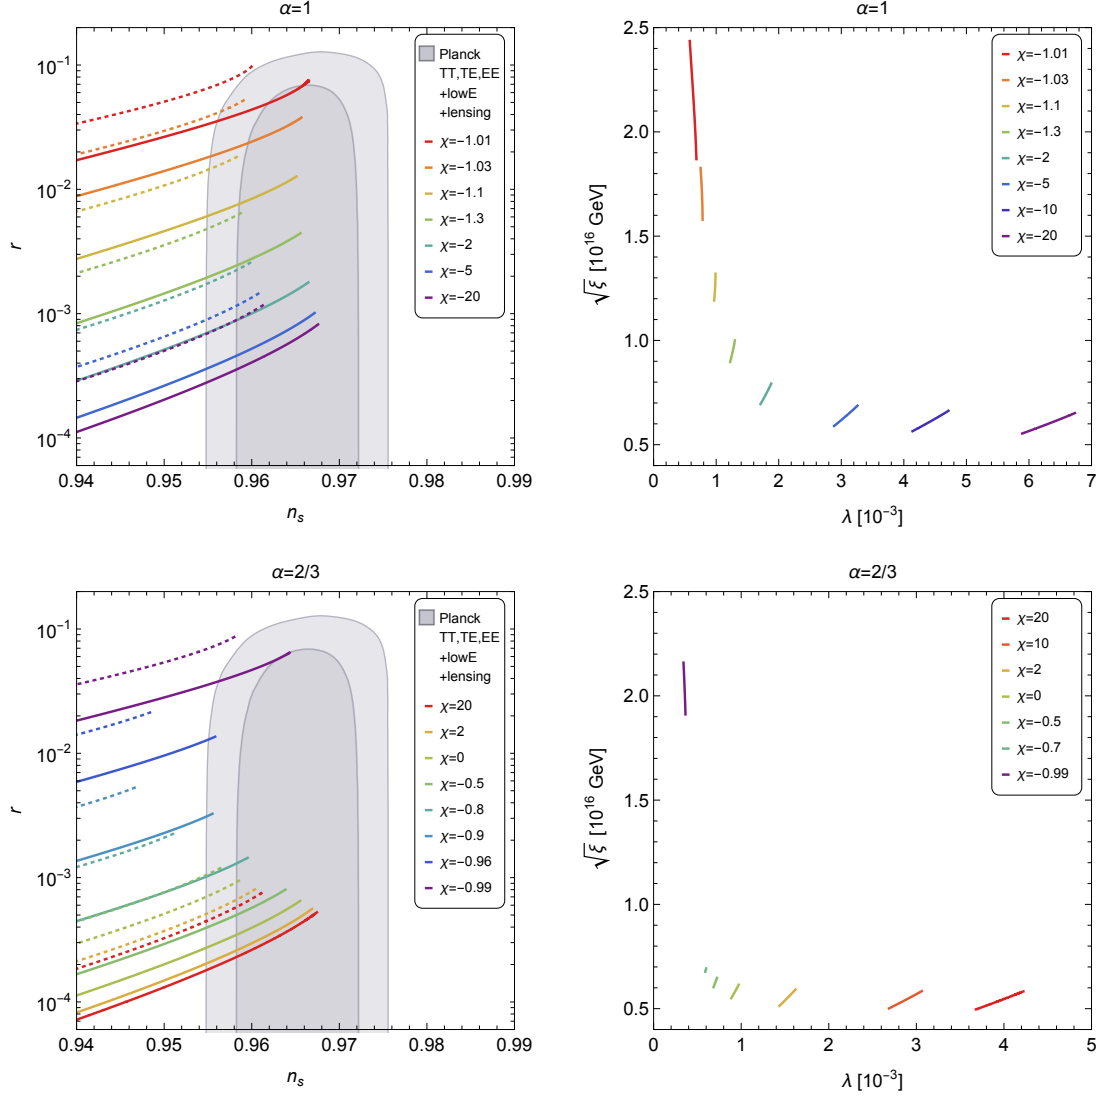 α=1
10⁻¹
10⁻²
10⁻³
10⁻⁴
r
0.94
0.95
0.96
0.97
0.98
0.99
n_s
Planck
TT,TE,EE
+lowE
+lensing
χ=−1.01
χ=−1.03
χ=−1.1
χ=−1.3
χ=−2
χ=−5
χ=−20
α=1
2.5
2.0
1.5
1.0
0.5
√ξ [10¹⁶ GeV]
0
1
2
3
4
5
6
7
λ [10⁻³]
χ=−1.01
χ=−1.03
χ=−1.1
χ=−1.3
χ=−2
χ=−5
χ=−10
χ=−20
α=2/3
10⁻¹
10⁻²
10⁻³
10⁻⁴
r
0.94
0.95
0.96
0.97
0.98
0.99
n_s
Planck
TT,TE,EE
+lowE
+lensing
χ=20
χ=2
χ=0
χ=−0.5
χ=−0.8
χ=−0.9
χ=−0.96
χ=−0.99
α=2/3
2.5
2.0
1.5
1.0
0.5
√ξ [10¹⁶ GeV]
0
1
2
3
4
5
λ [10⁻³]
χ=20
χ=10
χ=2
χ=0
χ=−0.5
χ=−0.7
χ=−0.99